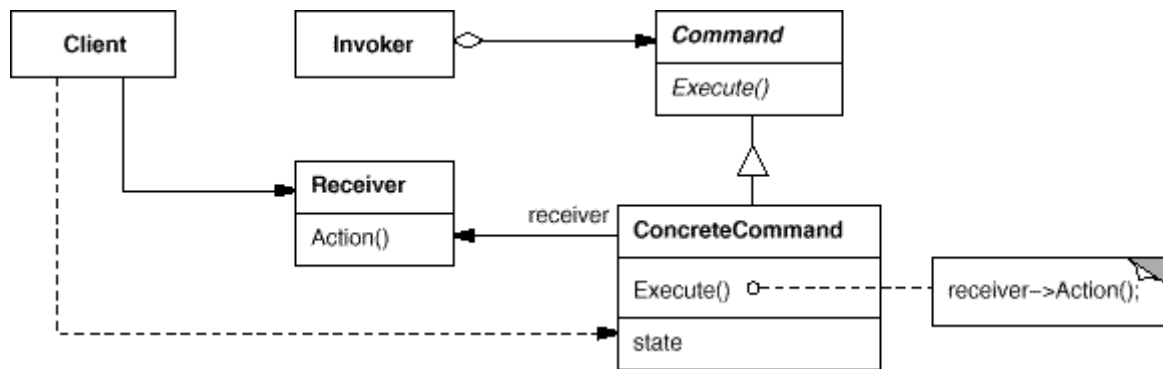 Client
Invoker
Command
Execute()
Receiver
Action()
receiver
ConcreteCommand
Execute()
receiver–>Action();
state